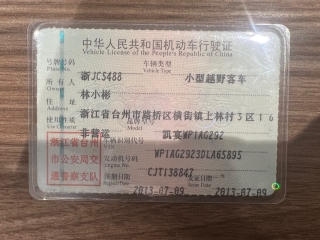 中华人民共和国机动车行驶证
Vehicle License of the People's Republic of China
号牌号码 浙JC5488 车辆类型 小型越野客车
Plate No. Vehicle Type
所有人 林小彬
Owner
住址 浙江省台州市路桥区横街镇上林村3区16
使用性质 非营运 品牌型号 凯宴WP1AG292
Model
浙江省台 车辆识别代号 WP1AG2923DLA65895
VIN
州市公安局交 发动机号码 CJT138847
Engine No.
通警察支队 注册日期 2013-07-09 发证日期 2013-07-09
Register Date Issue Date